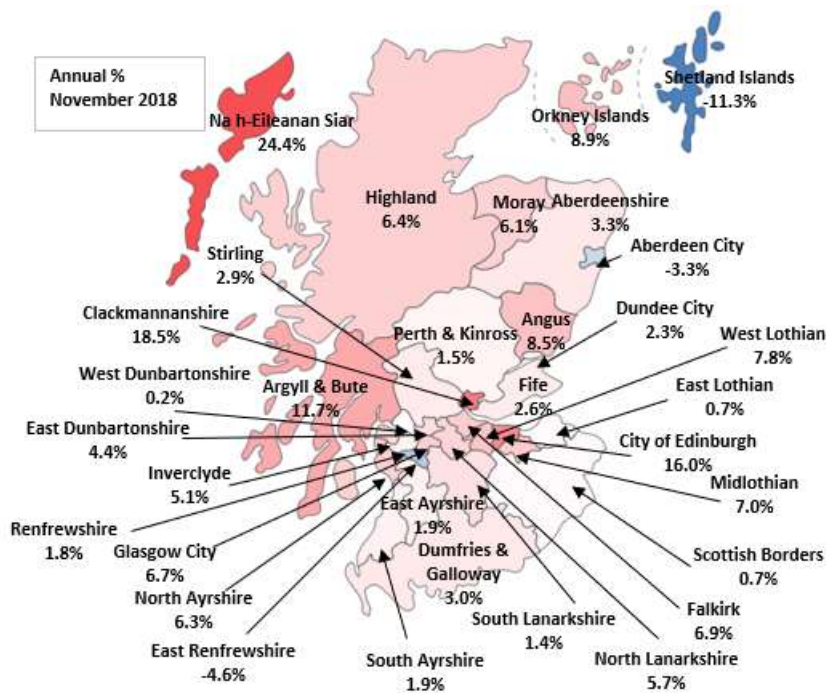 Annual %
November 2018
Shetland Islands
-11.3%
Na h-Eileanan Siar
24.4%
Orkney Islands
8.9%
Highland
6.4%
Moray
6.1%
Aberdeenshire
3.3%
Aberdeen City
-3.3%
Stirling
2.9%
Clackmannanshire
18.5%
Perth & Kinross
1.5%
Angus
8.5%
Dundee City
2.3%
West Lothian
7.8%
West Dunbartonshire
0.2%
Argyll & Bute
11.7%
Fife
2.6%
East Lothian
0.7%
East Dunbartonshire
4.4%
City of Edinburgh
16.0%
Inverclyde
5.1%
Midlothian
7.0%
Renfrewshire
1.8%
East Ayrshire
1.9%
Glasgow City
6.7%
Dumfries &
Galloway
3.0%
Scottish Borders
0.7%
North Ayrshire
6.3%
South Lanarkshire
1.4%
Falkirk
6.9%
East Renfrewshire
-4.6%
South Ayrshire
1.9%
North Lanarkshire
5.7%